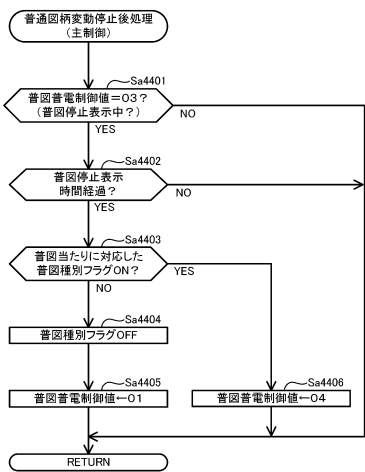 普通図柄変動停止後処理
（主制御）
Sa4401
普図普電制御値＝０３？
（普図停止表示中？）
NO
YES
Sa4402
普図停止表示
時間経過？
NO
YES
Sa4403
普図当たりに対応した
普図種別フラグON？
YES
NO
Sa4404
普図種別フラグOFF
Sa4405
普図普電制御値←０１
Sa4406
普図普電制御値←０４
RETURN